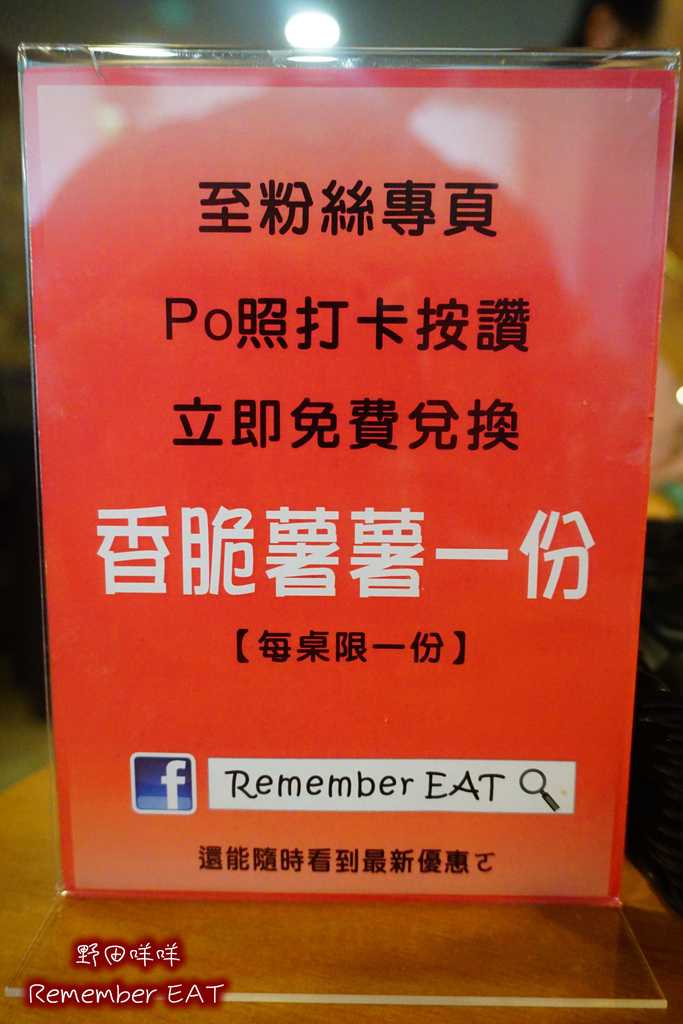 至粉絲專頁
Po照打卡按讚
立即免費兌換
香脆薯薯一份
【每桌限一份】
f Remember EAT
還能隨時看到最新優惠ㄛ
野田咩咩
Remember EAT